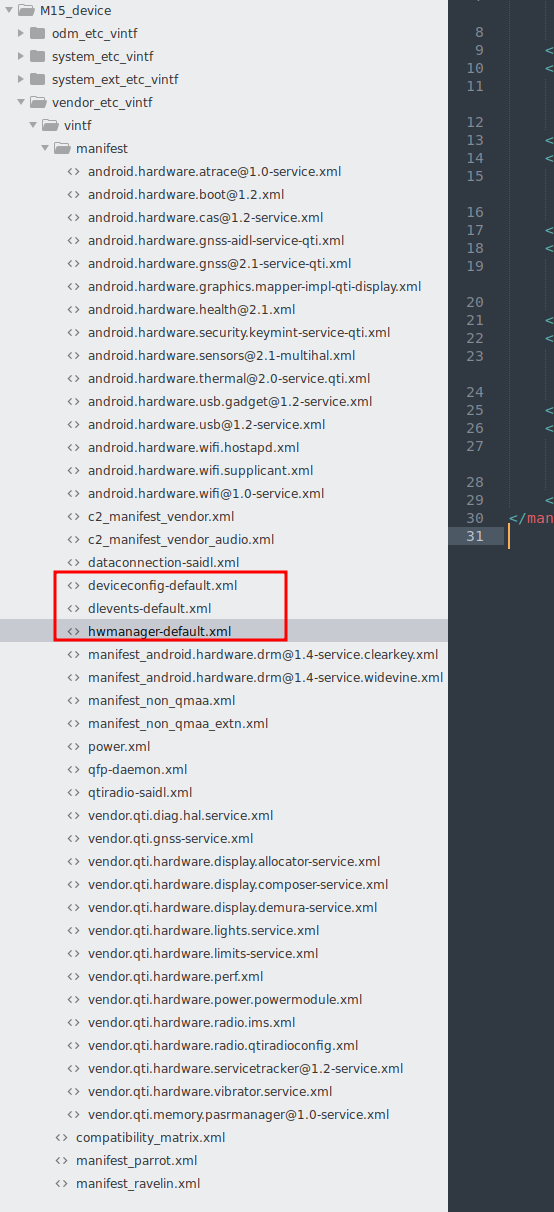 M15_device
odm_etc_vintf
system_etc_vintf
system_ext_etc_vintf
vendor_etc_vintf
vintf
manifest
android.hardware.atrace@1.0-service.xml
android.hardware.boot@1.2.xml
android.hardware.cas@1.2-service.xml
android.hardware.gnss-aidl-service-qti.xml
android.hardware.gnss@2.1-service-qti.xml
android.hardware.graphics.mapper-impl-qti-display.xml
android.hardware.health@2.1.xml
android.hardware.security.keymint-service-qti.xml
android.hardware.sensors@2.1-multihal.xml
android.hardware.thermal@2.0-service.qti.xml
android.hardware.usb.gadget@1.2-service.xml
android.hardware.usb@1.2-service.xml
android.hardware.wifi.hostapd.xml
android.hardware.wifi.supplicant.xml
android.hardware.wifi@1.0-service.xml
c2_manifest_vendor.xml
c2_manifest_vendor_audio.xml
dataconnection-saidl.xml
deviceconfig-default.xml
dlevents-default.xml
hwmanager-default.xml
manifest_android.hardware.drm@1.4-service.clearkey.xml
manifest_android.hardware.drm@1.4-service.widevine.xml
manifest_non_qmaa.xml
manifest_non_qmaa_extn.xml
power.xml
qfp-daemon.xml
qtiradio-saidl.xml
vendor.qti.diag.hal.service.xml
vendor.qti.gnss-service.xml
vendor.qti.hardware.display.allocator-service.xml
vendor.qti.hardware.display.composer-service.xml
vendor.qti.hardware.display.demura-service.xml
vendor.qti.hardware.lights.service.xml
vendor.qti.hardware.limits-service.xml
vendor.qti.hardware.perf.xml
vendor.qti.hardware.power.powermodule.xml
vendor.qti.hardware.radio.ims.xml
vendor.qti.hardware.radio.qtiradioconfig.xml
vendor.qti.hardware.servicetracker@1.2-service.xml
vendor.qti.hardware.vibrator.service.xml
vendor.qti.memory.pasrmanager@1.0-service.xml
compatibility_matrix.xml
manifest_parrot.xml
manifest_ravelin.xml
8
9 <
10 <
11
12
13 <
14 <
15
16
17 <
18 <
19
20
21 <
22 <
23
24
25 <
26 <
27
28
29 <
30 </man
31